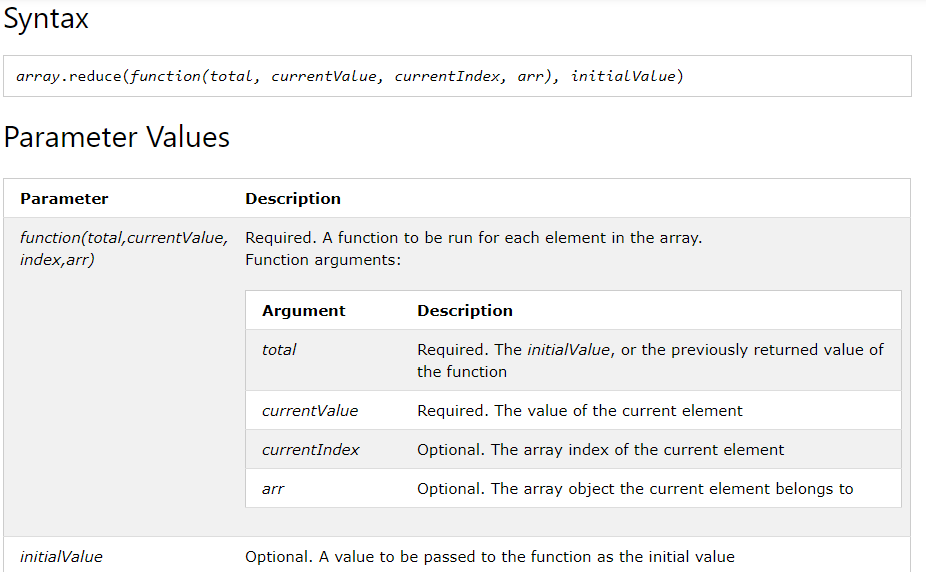 Syntax
array.reduce(function(total, currentValue, currentIndex, arr), initialValue)
Parameter Values
Parameter Description
function(total,currentValue, Required. A function to be run for each element in the array.
index,arr) Function arguments:
Argument Description
total Required. The initialValue, or the previously returned value of
the function
currentValue Required. The value of the current element
currentIndex Optional. The array index of the current element
arr Optional. The array object the current element belongs to
initialValue Optional. A value to be passed to the function as the initial value